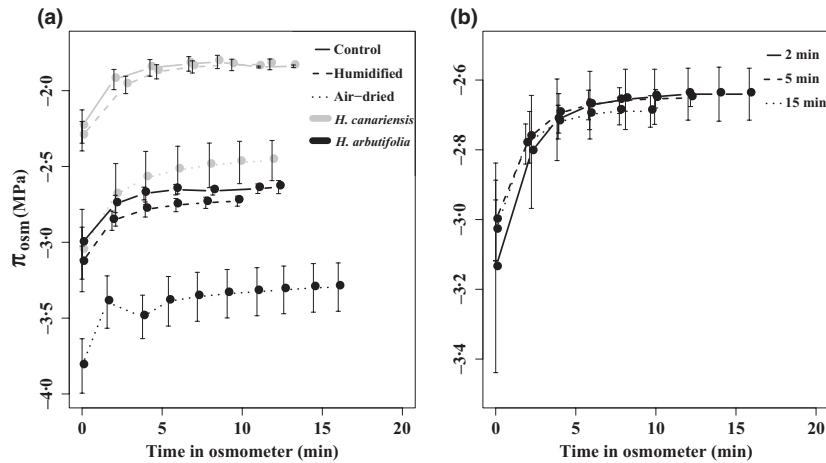 (a)
Control
Humidified
Air–dried
H. canariensis
H. arbutifolia
−2·0
−2·5
−3·0
−3·5
−4·0
πosm (MPa)
0 5 10 15 20
Time in osmometer (min)
(b)
2 min
5 min
15 min
−2·6
−2·8
−3·0
−3·2
−3·4
0 5 10 15 20
Time in osmometer (min)